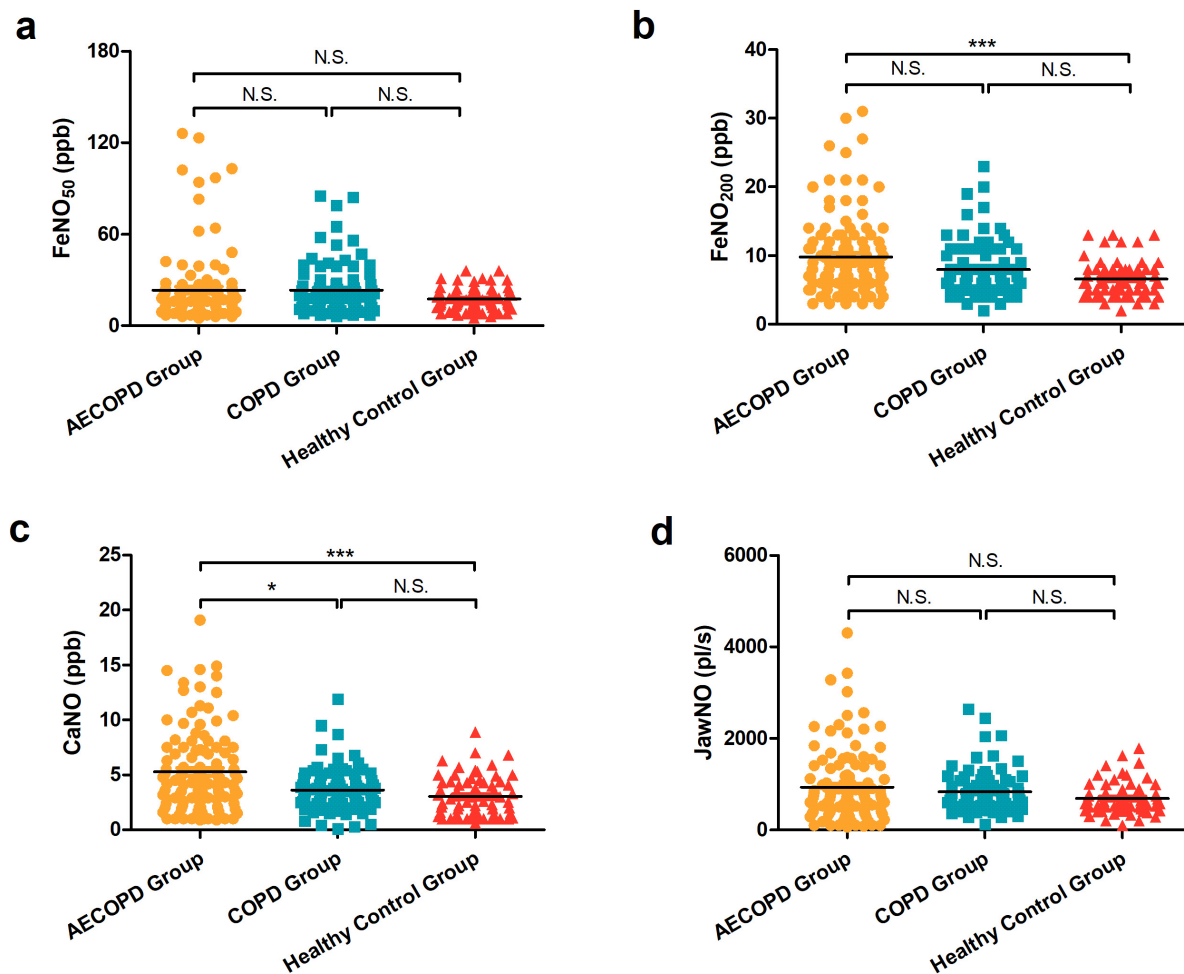 a
180
120
60
0
FeNO50 (ppb)
N.S.
N.S.
N.S.
AECOPD Group
COPD Group
Healthy Control Group
b
40
30
20
10
0
FeNO200 (ppb)
***
N.S.
N.S.
AECOPD Group
COPD Group
Healthy Control Group
c
25
20
15
10
5
0
CaNO (ppb)
***
*
N.S.
AECOPD Group
COPD Group
Healthy Control Group
d
6000
4000
2000
0
JawNO (pl/s)
N.S.
N.S.
N.S.
AECOPD Group
COPD Group
Healthy Control Group